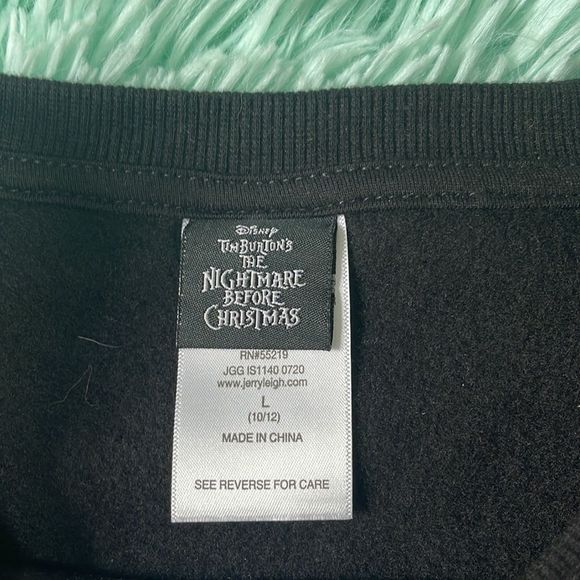 Disney
Tim Burton's
THE
NIGHTMARE
BEFORE
CHRISTMAS
RN#55219
JGG IS1140 0720
www.jerryleigh.com
L
(10/12)
MADE IN CHINA
SEE REVERSE FOR CARE